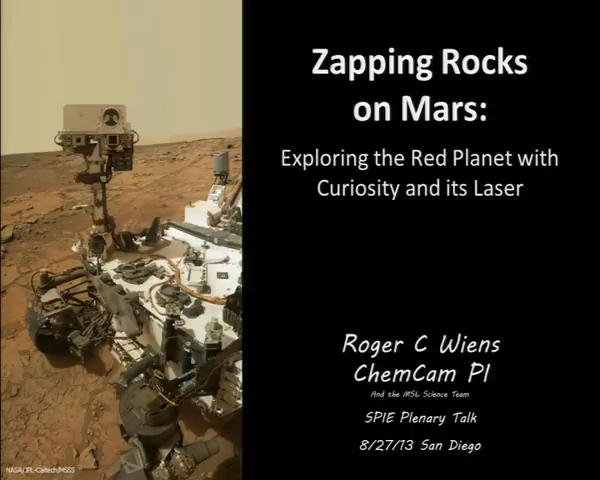 Zapping Rocks
on Mars:
Exploring the Red Planet with
Curiosity and its Laser
Roger C Wiens
ChemCam PI
And the MSL Science Team
SPIE Plenary Talk
8/27/13 San Diego
NASA/JPL-Caltech/MSSS